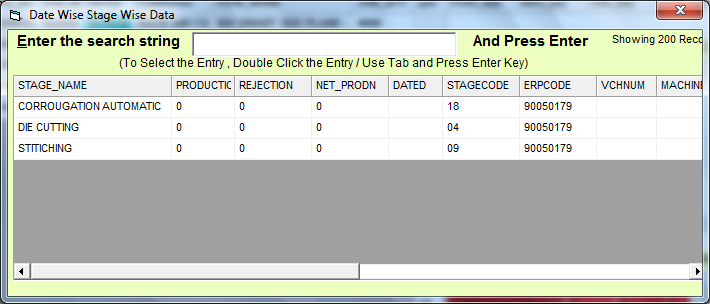 Date Wise Stage Wise Data
Enter the search string And Press Enter Showing 200 Reco
(To Select the Entry , Double Click the Entry / Use Tab and Press Enter Key)
STAGE_NAME PRODUCTIO REJECTION NET_PRODN DATED STAGECODE ERPCODE VCHNUM MACHINE
CORROUGATION AUTOMATIC 0 0 0 18 90050179
DIE CUTTING 0 0 0 04 90050179
STITICHING 0 0 0 09 90050179